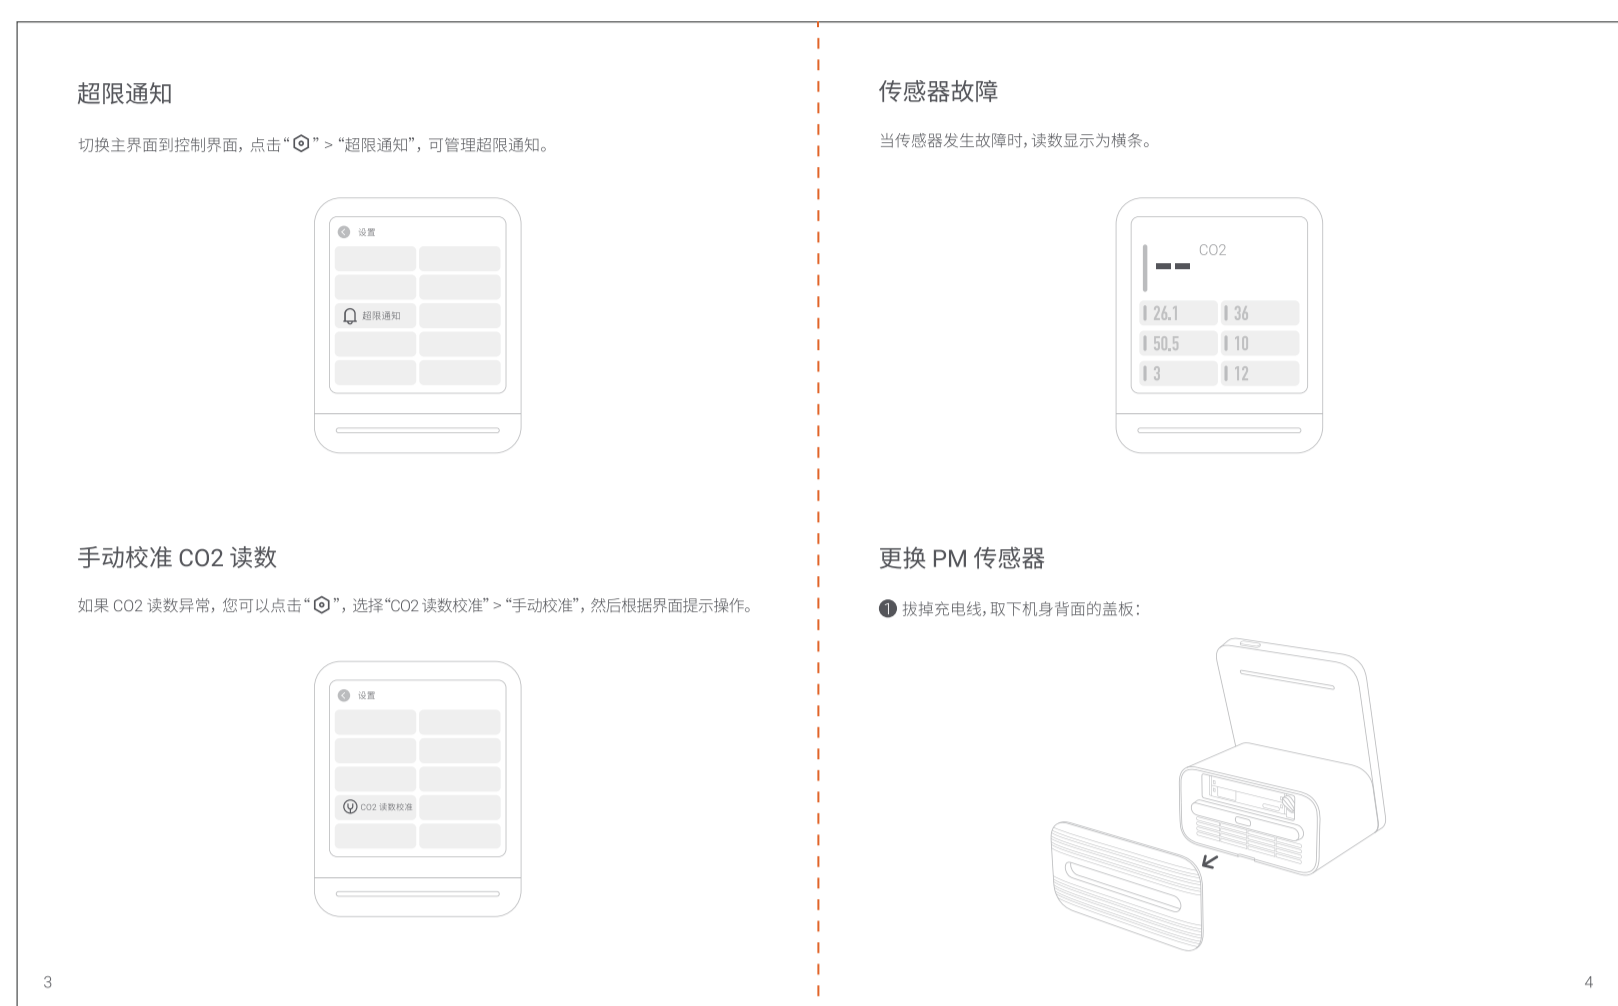 超限通知
切换主界面到控制界面，点击“ ” > “超限通知”，可管理超限通知。
设置
超限通知
手动校准 CO2 读数
如果 CO2 读数异常，您可以点击“ ”，选择“CO2 读数校准” > “手动校准”，然后根据界面提示操作。
设置
CO2 读数校准
3
传感器故障
当传感器发生故障时，读数显示为横条。
-- CO2
26.1 36
50.5 10
3 12
更换 PM 传感器
1 拔掉充电线，取下机身背面的盖板：
4